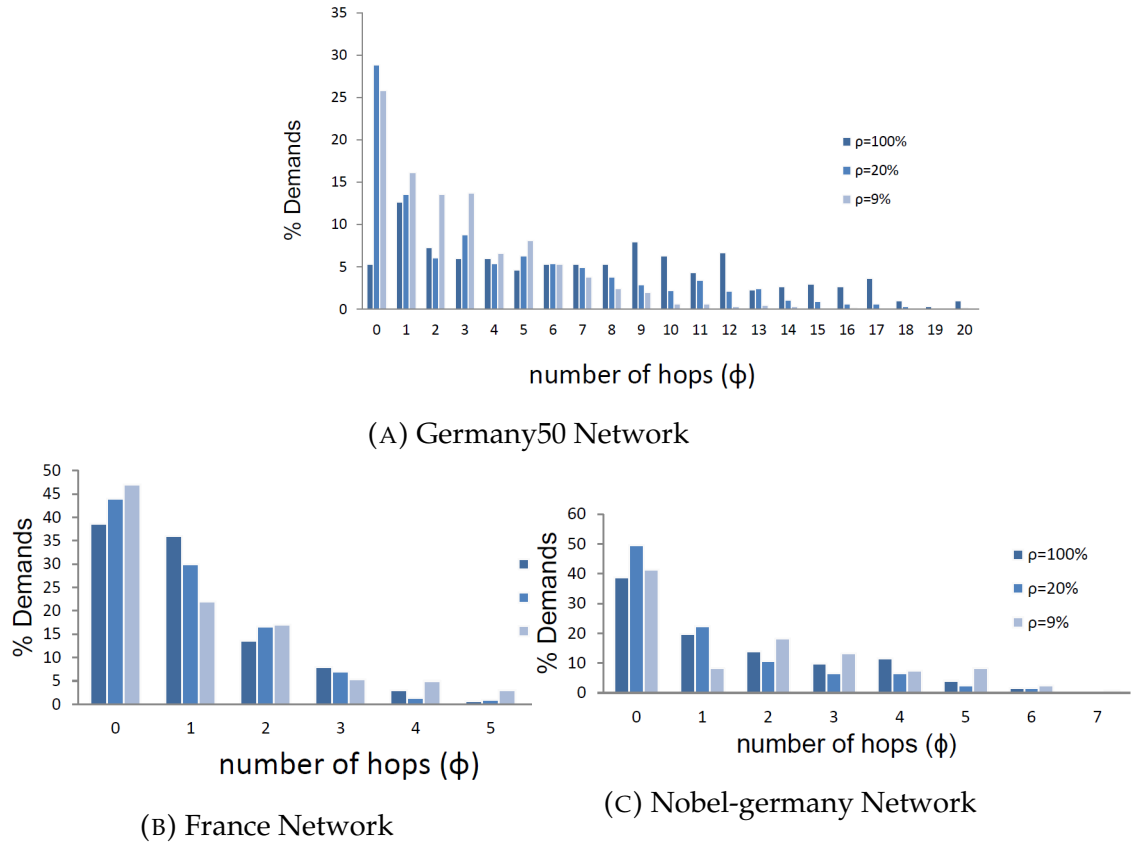 35
30
25
20
15
10
5
0
% Demands
ρ=100%
ρ=20%
ρ=9%
0 1 2 3 4 5 6 7 8 9 10 11 12 13 14 15 16 17 18 19 20
number of hops (ϕ)
(A) Germany50 Network
50
45
40
35
30
25
20
15
10
5
0
% Demands
0 1 2 3 4 5
number of hops (ϕ)
(B) France Network
60
50
40
30
20
10
0
% Demands
ρ=100%
ρ=20%
ρ=9%
0 1 2 3 4 5 6 7
number of hops (ϕ)
(C) Nobel-germany Network